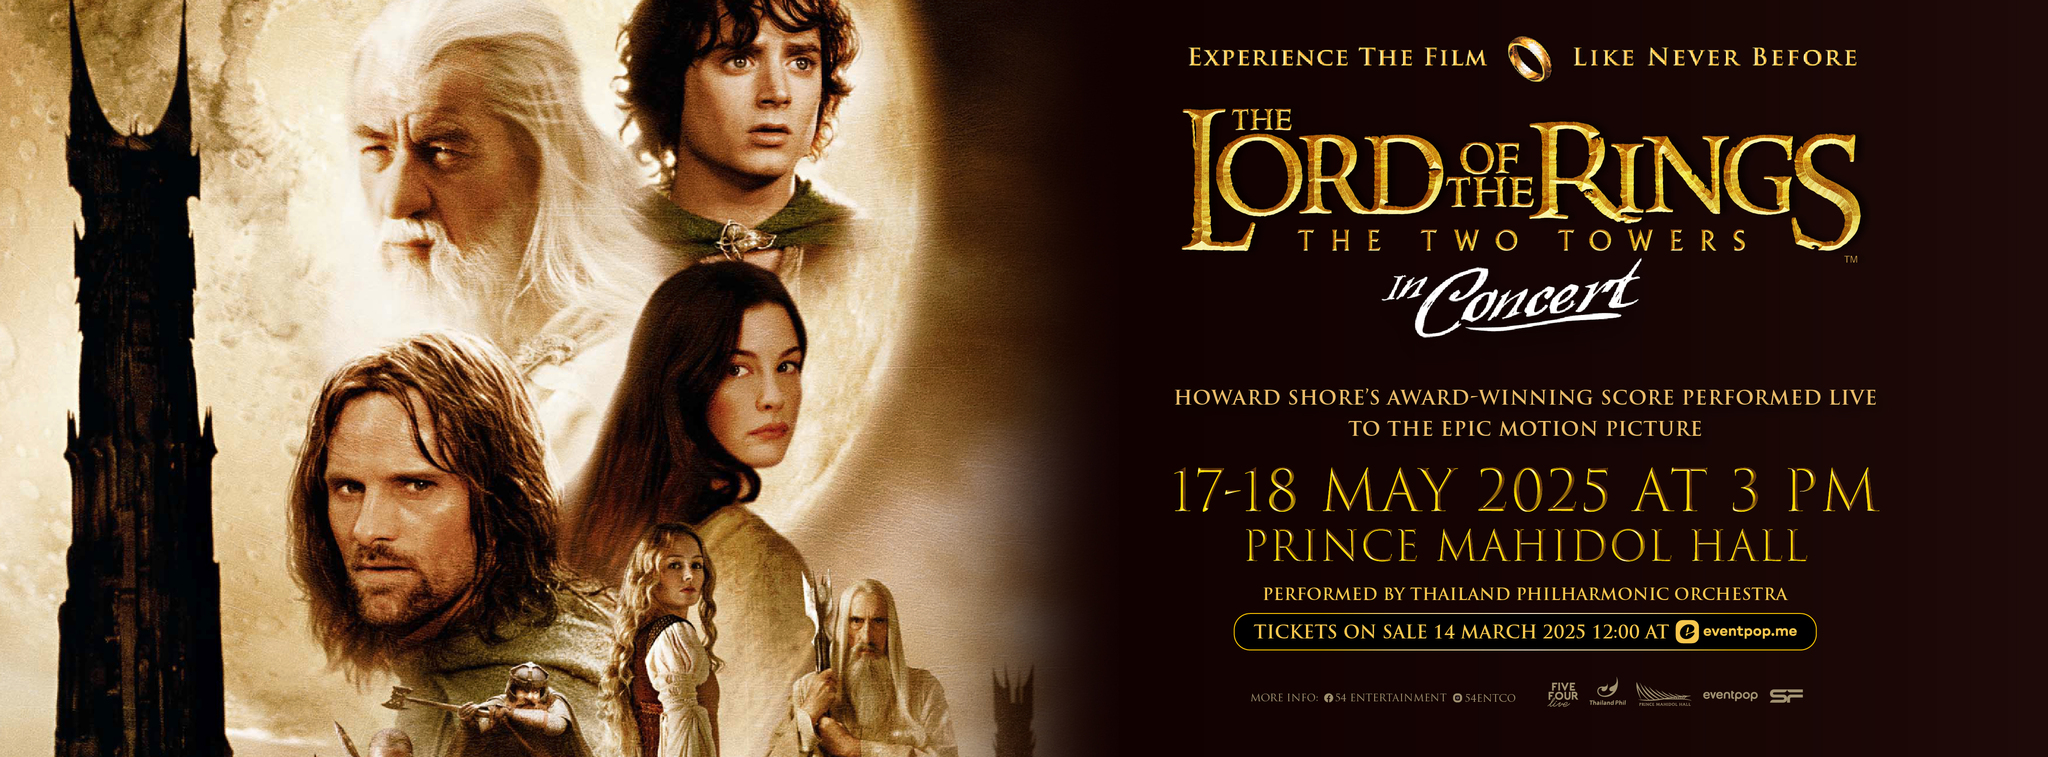 EXPERIENCE THE FILM LIKE NEVER BEFORE
THE LORD OF THE RINGS
THE TWO TOWERS
TM
In Concert
HOWARD SHORE'S AWARD-WINNING SCORE PERFORMED LIVE
TO THE EPIC MOTION PICTURE
17-18 MAY 2025 AT 3 PM
PRINCE MAHIDOL HALL
PERFORMED BY THAILAND PHILHARMONIC ORCHESTRA
TICKETS ON SALE 14 MARCH 2025 12:00 AT eventpop.me
MORE INFO: 54 ENTERTAINMENT 54ENTCO
FIVE FOUR live
Thailand Phil
PRINCE MAHIDOL HALL
eventpop
SF